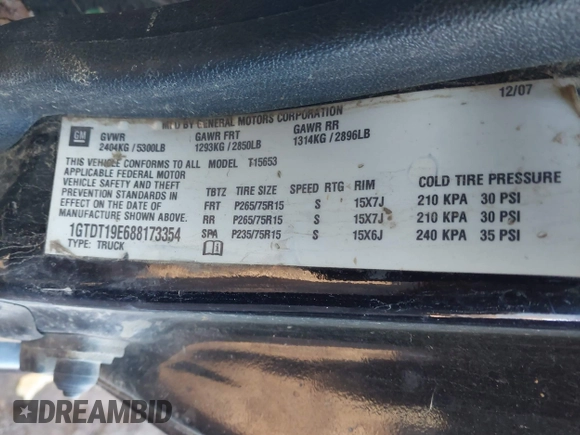 MFD BY GENERAL MOTORS CORPORATION 12/07
GM GVWR GAWR FRT GAWR RR
2404KG/5300LB 1293KG/2850LB 1314KG/2896LB
THIS VEHICLE CONFORMS TO ALL MODEL T15653
APPLICABLE FEDERAL MOTOR
VEHICLE SAFETY AND THEFT
PREVENTION STANDARDS IN
EFFECT ON THE DATE OF
MANUFACTURE SHOWN ABOVE.
1GTDT19E688173354
TYPE: TRUCK
TBTZ TIRE SIZE SPEED RTG RIM COLD TIRE PRESSURE
FRT P265/75R15 S 15X7J 210 KPA 30 PSI
RR P265/75R15 S 15X7J 210 KPA 30 PSI
SPA P235/75R15 S 15X6J 240 KPA 35 PSI
DREAMBID